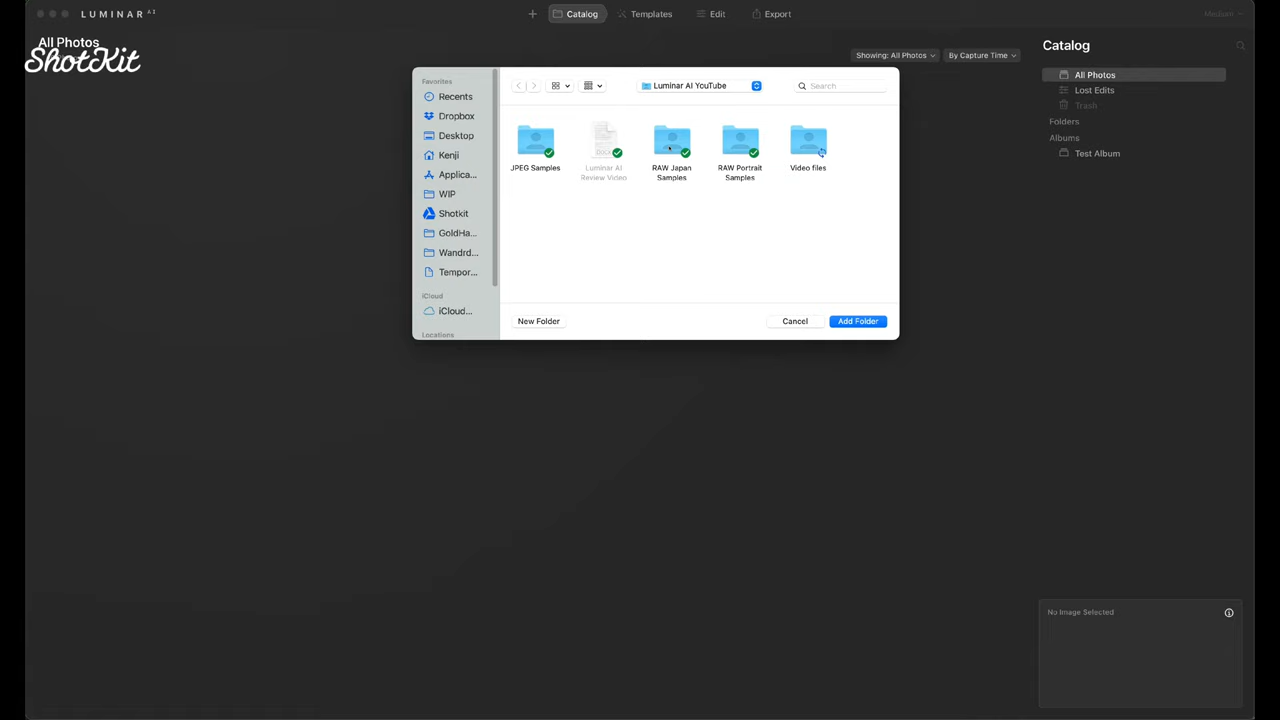 LUMINAR AI
Catalog
Templates
Edit
Export
Medium
All Photos
ShotKit
Showing: All Photos
By Capture Time
Catalog
All Photos
Lost Edits
Trash
Folders
Albums
Test Album
Favorites
Recents
Dropbox
Desktop
Kenji
Applica...
WIP
Shotkit
GoldHa...
Wandrd...
Tempor...
iCloud
iCloud...
Locations
Luminar AI YouTube
Search
JPEG Samples
Luminar AI
Review Video
RAW Japan
Samples
RAW Portrait
Samples
Video files
New Folder
Cancel
Add Folder
No Image Selected